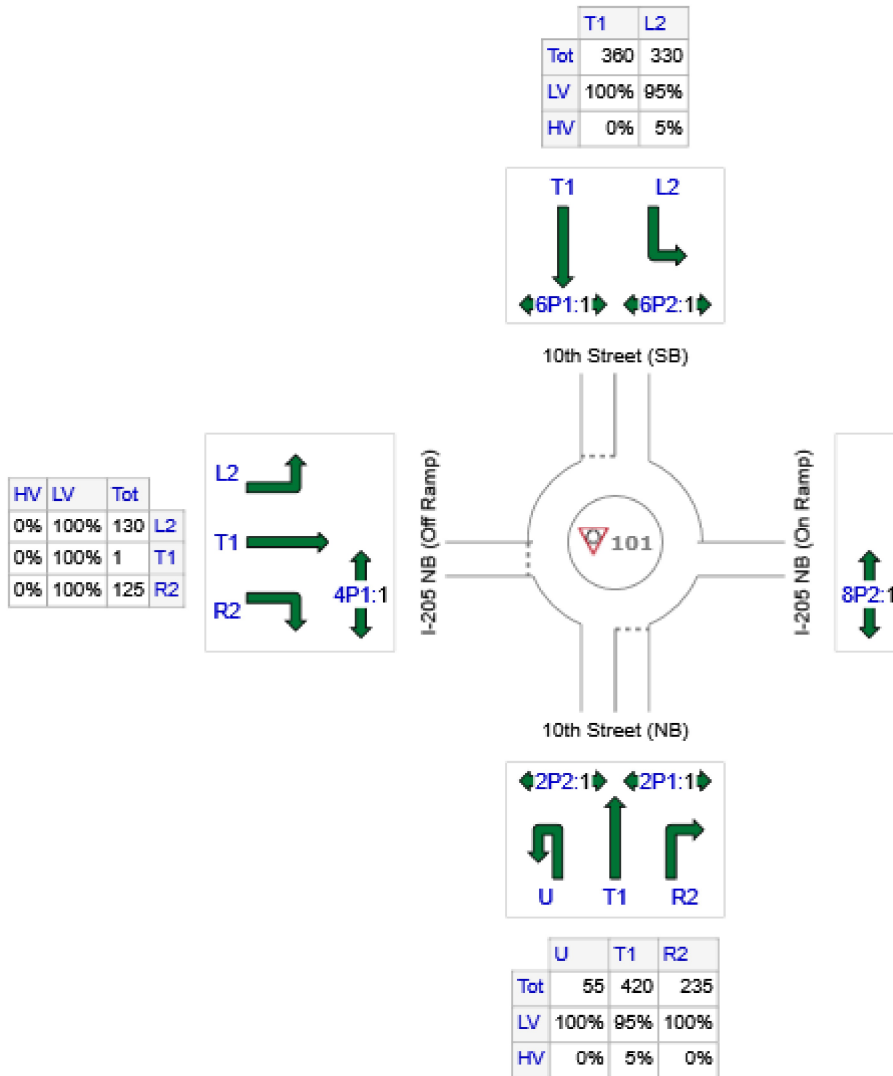 T1 L2
Tot 360 330
LV 100% 95%
HV 0% 5%
T1 L2
6P1:1 6P2:1
10th Street (SB)
HV LV Tot
0% 100% 130 L2
0% 100% 1 T1
0% 100% 125 R2
L2
T1
R2
4P1:1
I-205 NB (Off Ramp)
101
I-205 NB (On Ramp)
8P2:1
10th Street (NB)
2P2:1 2P1:1
U T1 R2
U T1 R2
Tot 55 420 235
LV 100% 95% 100%
HV 0% 5% 0%